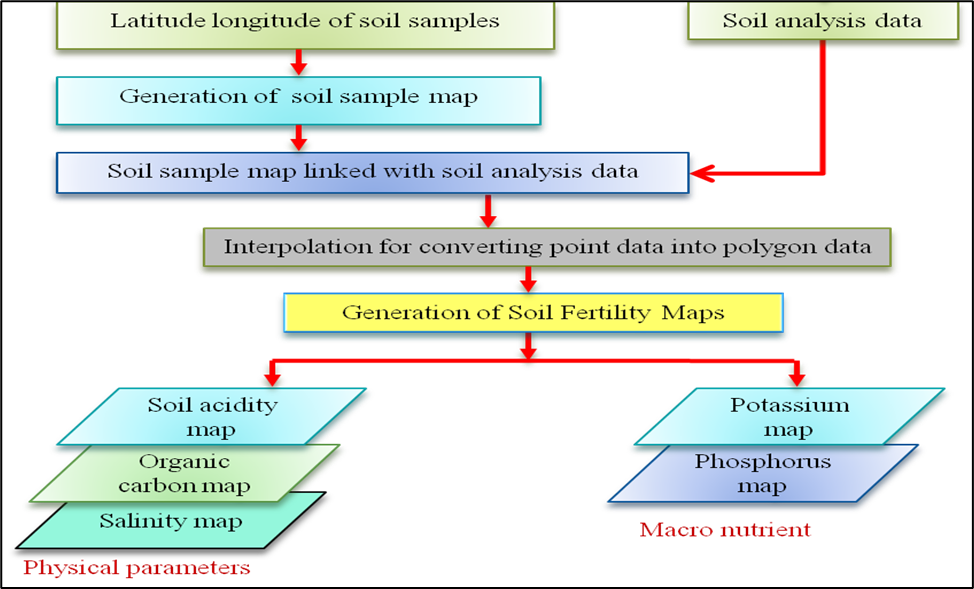 Latitude longitude of soil samples
Soil analysis data
Generation of soil sample map
Soil sample map linked with soil analysis data
Interpolation for converting point data into polygon data
Generation of Soil Fertility Maps
Soil acidity
map
Organic
carbon map
Salinity map
Physical parameters
Potassium
map
Phosphorus
map
Macro nutrient